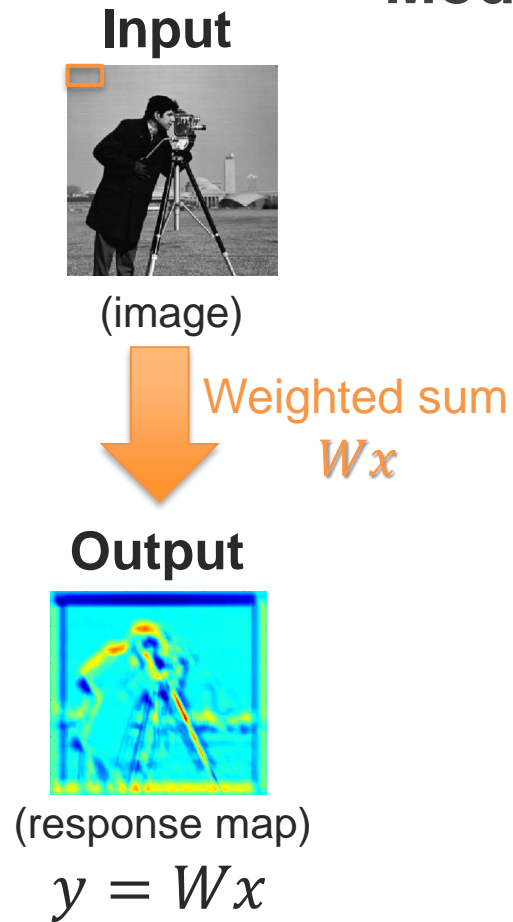 Input
(image)
Weighted sum
Wx
Output
(response map)
y = Wx